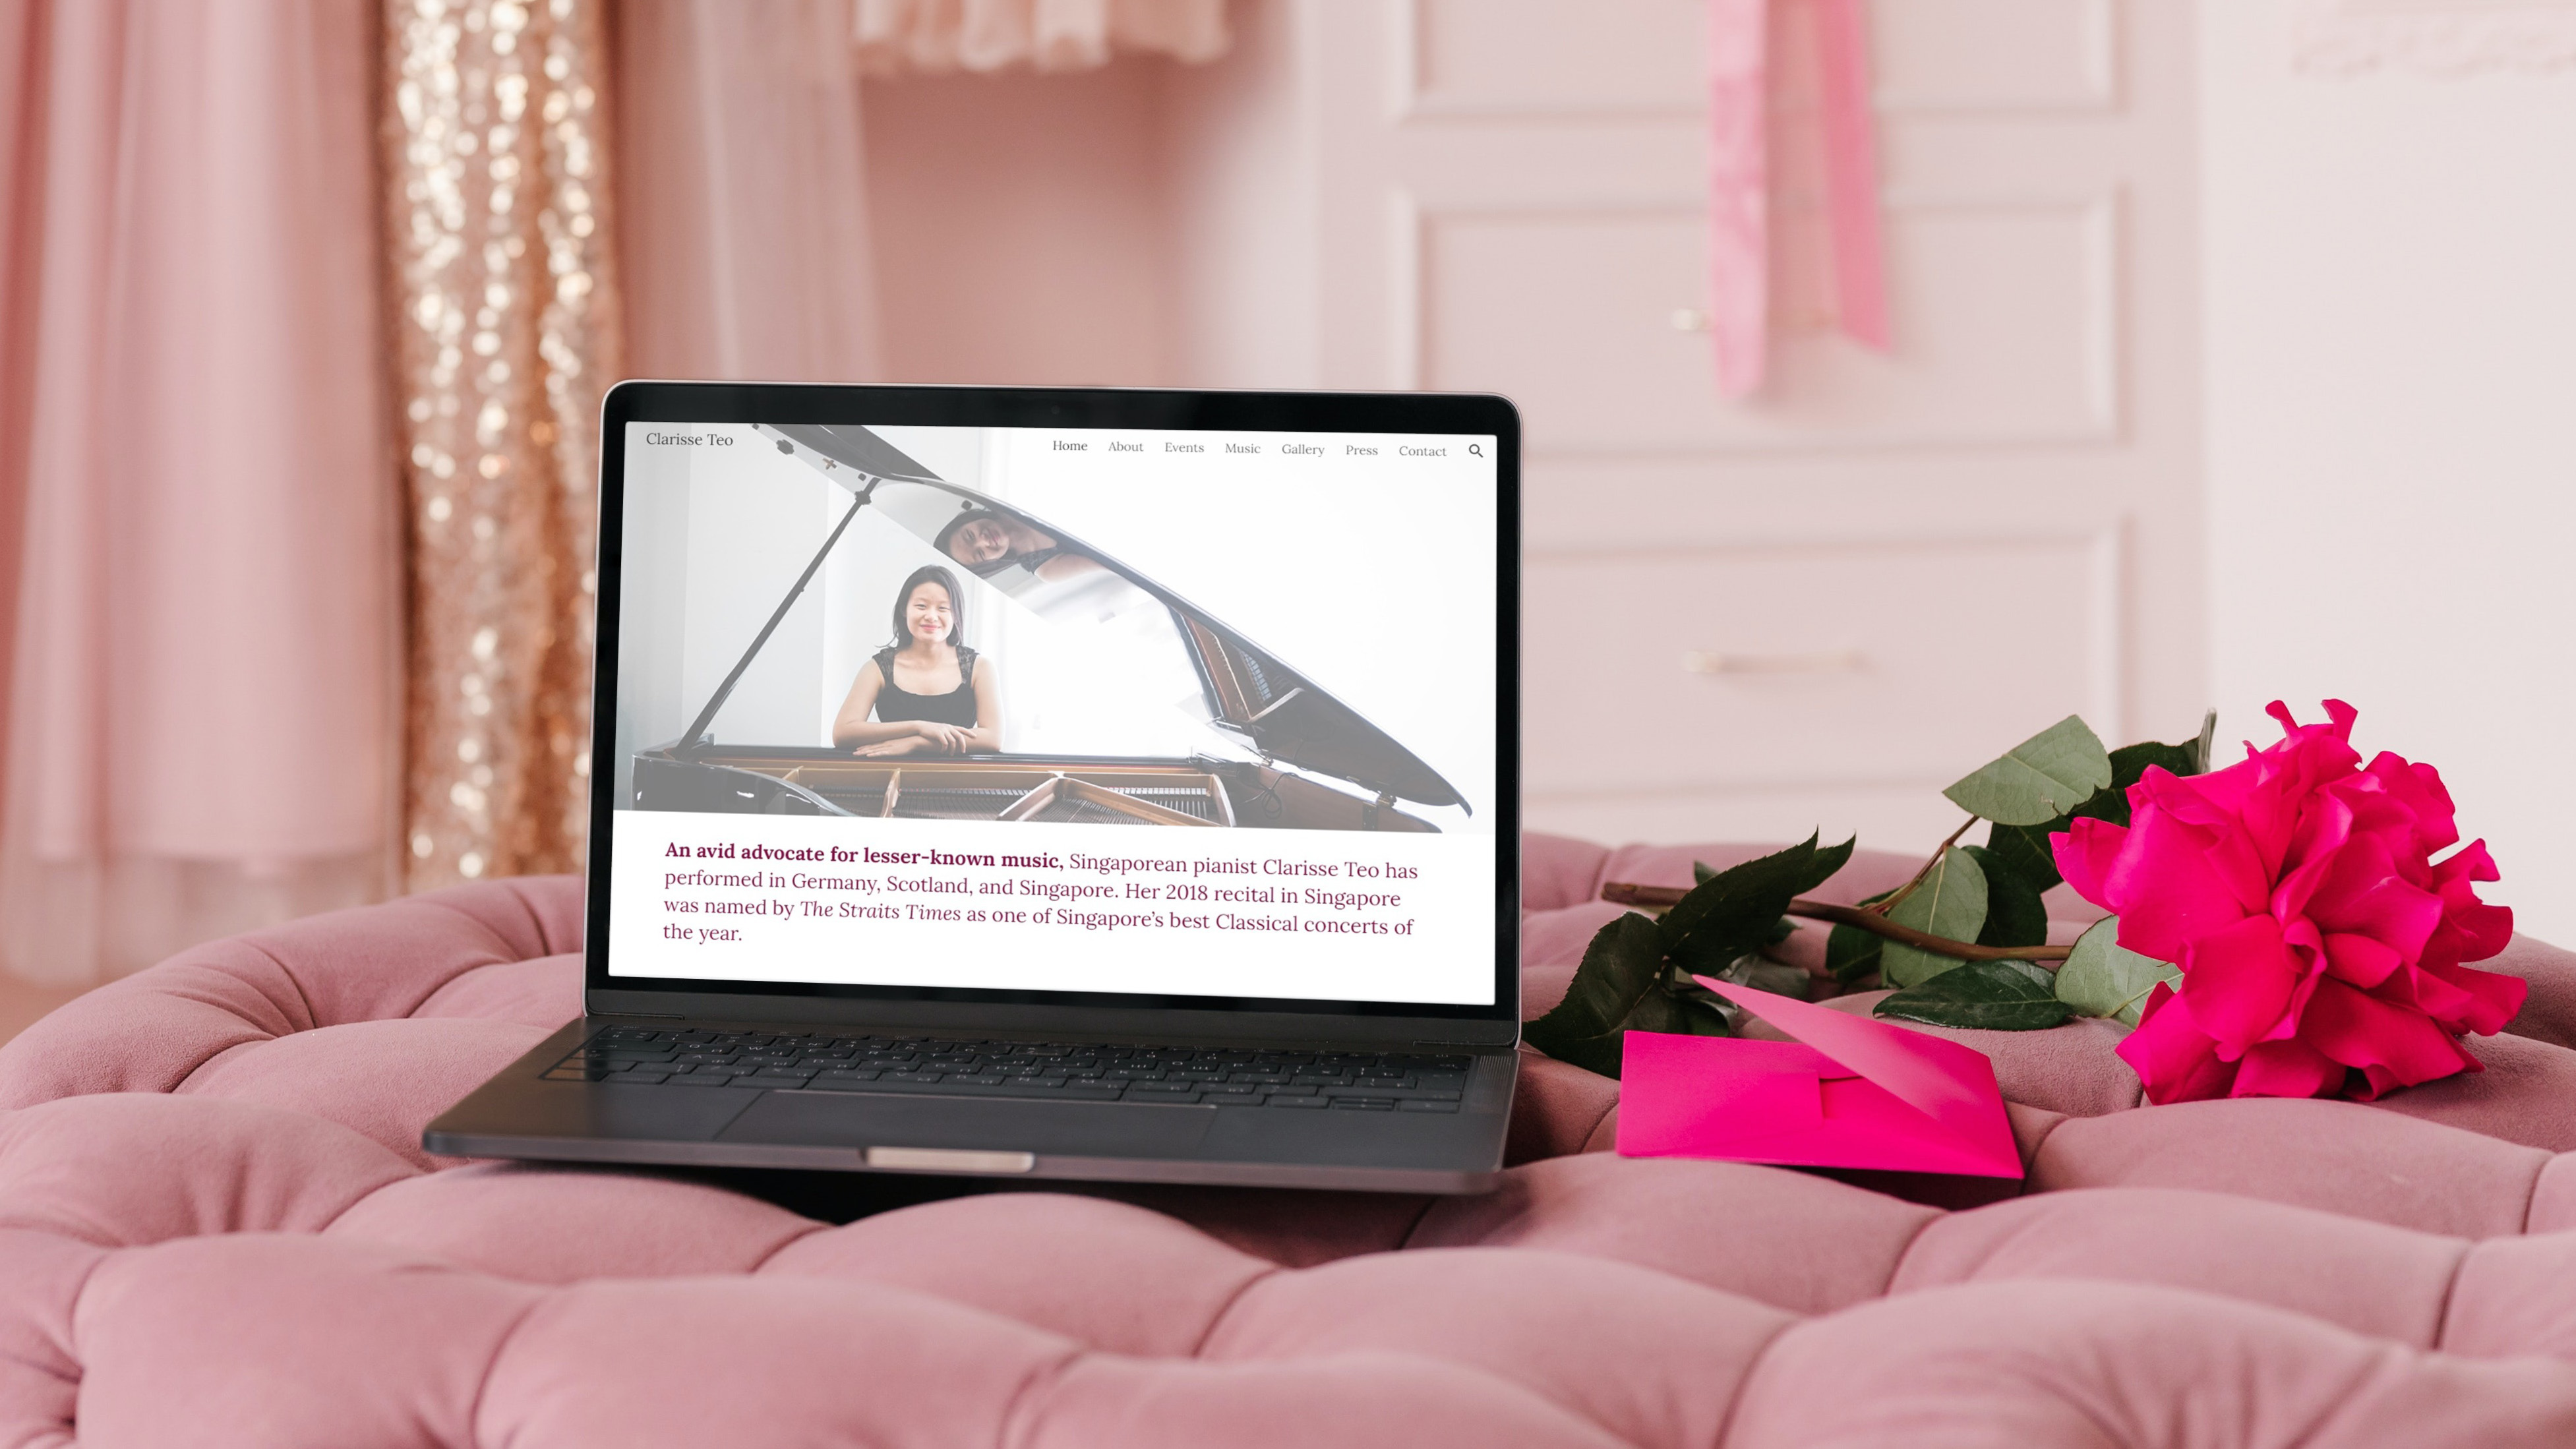 Clarisse Teo
Home About Events Music Gallery Press Contact
An avid advocate for lesser-known music, Singaporean pianist Clarisse Teo has
performed in Germany, Scotland, and Singapore. Her 2018 recital in Singapore
was named by The Straits Times as one of Singapore’s best Classical concerts of
the year.